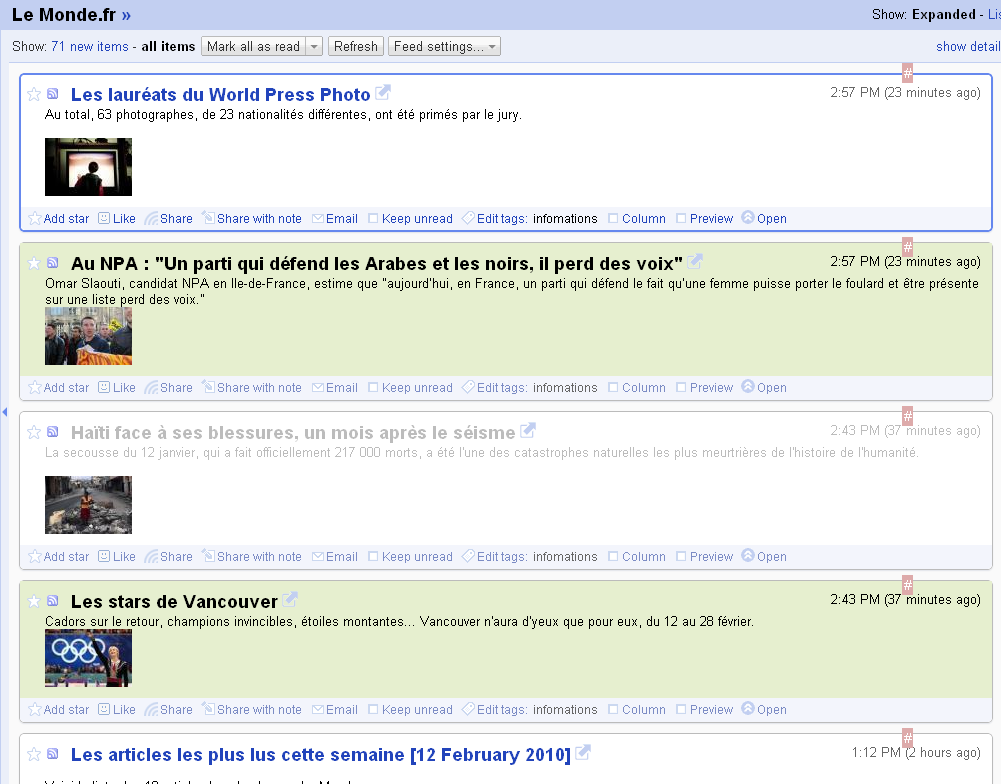 Le Monde.fr »
Show: Expanded - Lis
Show: 71 new items - all items Mark all as read Refresh Feed settings... show detail
#
Les lauréats du World Press Photo 2:57 PM (23 minutes ago)
Au total, 63 photographes, de 23 nationalités différentes, ont été primés par le jury.
Add star Like Share Share with note Email Keep unread Edit tags: infomations Column Preview Open
#
Au NPA : "Un parti qui défend les Arabes et les noirs, il perd des voix" 2:57 PM (23 minutes ago)
Omar Slaouti, candidat NPA en Ile-de-France, estime que "aujourd'hui, en France, un parti qui défend le fait qu'une femme puisse porter le foulard et être présente
sur une liste perd des voix."
Add star Like Share Share with note Email Keep unread Edit tags: infomations Column Preview Open
#
Haïti face à ses blessures, un mois après le séisme 2:43 PM (37 minutes ago)
La secousse du 12 janvier, qui a fait officiellement 217 000 morts, a été l'une des catastrophes naturelles les plus meurtrières de l'histoire de l'humanité.
Add star Like Share Share with note Email Keep unread Edit tags: infomations Column Preview Open
#
Les stars de Vancouver 2:43 PM (37 minutes ago)
Cadors sur le retour, champions invincibles, étoiles montantes... Vancouver n'aura d'yeux que pour eux, du 12 au 28 février.
Add star Like Share Share with note Email Keep unread Edit tags: infomations Column Preview Open
#
Les articles les plus lus cette semaine [12 February 2010] 1:12 PM (2 hours ago)